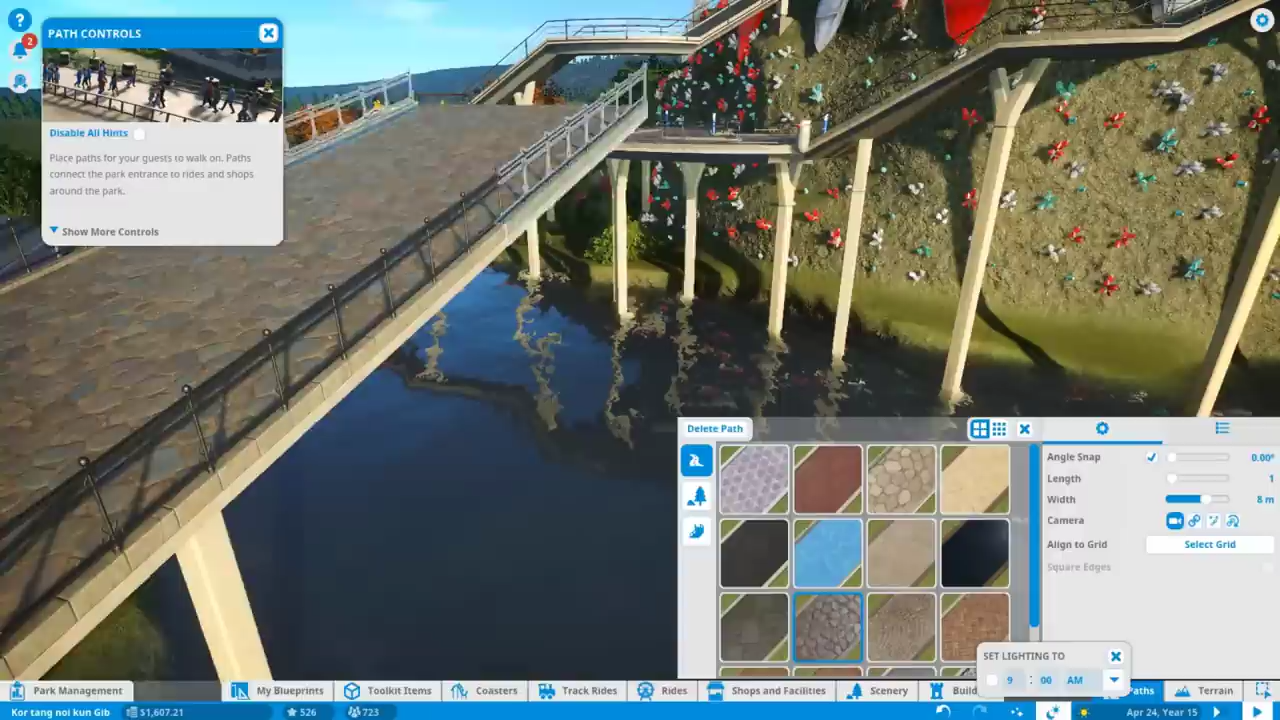 PATH CONTROLS
2
Disable All Hints
Place paths for your guests to walk on. Paths
connect the park entrance to rides and shops
around the park.
Show More Controls
Delete Path
Angle Snap 0.00°
Length 1
Width 8 m
Camera
Align to Grid Select Grid
Square Edges
SET LIGHTING TO
9 : 00 AM
Park Management My Blueprints Toolkit Items Coasters Track Rides Rides Shops and Facilities Scenery Build Paths Terrain
Kor tang noi kun Gib $1,607.21 526 723 Apr 24, Year 15